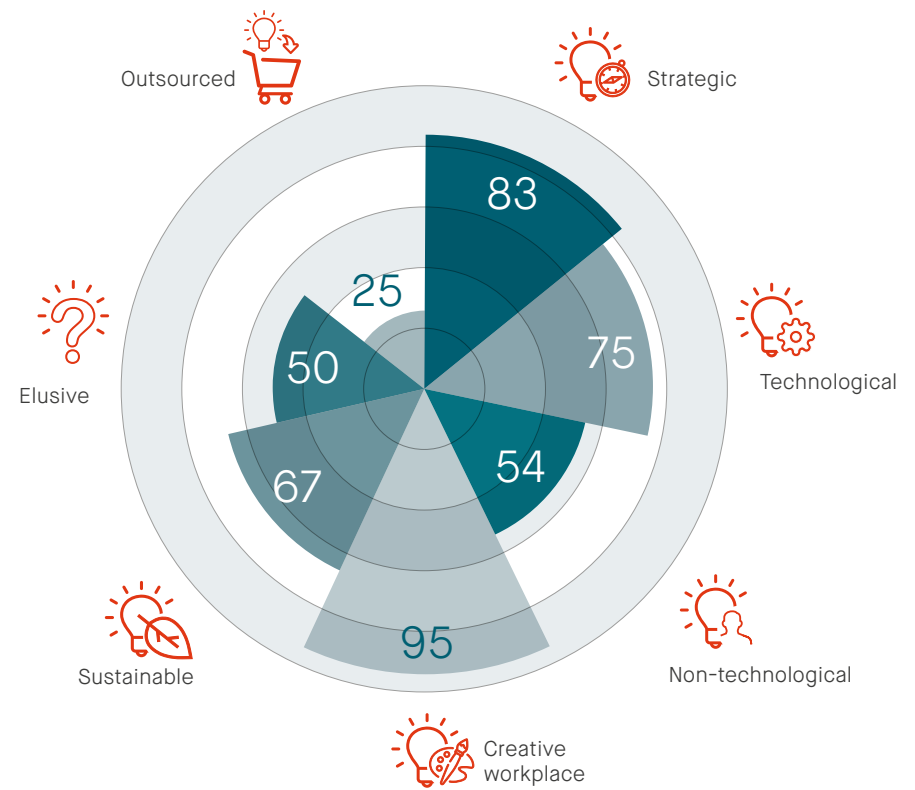 Outsourced
Strategic
83
25
75
50
Technological
Elusive
54
67
95
Sustainable
Non-technological
Creative
workplace